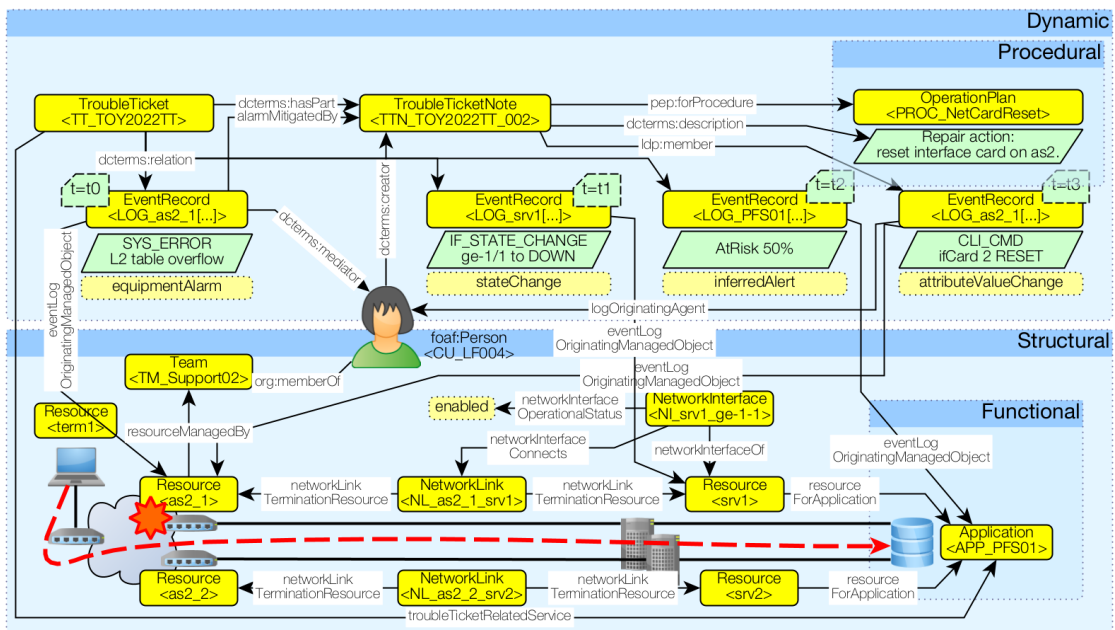 Dynamic
Procedural
TroubleTicket
<TT_TOY2022TT>
dcterms:hasPart
alarmMitigatedBy
TroubleTicketNote
<TTN_TOY2022TT_002>
pep:forProcedure
dcterms:description
ldp:member
OperationPlan
<PROC_NetCardReset>
Repair action:
reset interface card on as2.
dcterms:relation
dcterms:creator
t=t0
EventRecord
<LOG_as2_1[...]>
SYS_ERROR
L2 table overflow
equipmentAlarm
dcterms:mediator
t=t1
EventRecord
<LOG_srv1[...]>
IF_STATE_CHANGE
ge-1/1 to DOWN
stateChange
t=t2
EventRecord
<LOG_PFS01[...]>
AtRisk 50%
inferredAlert
t=t3
EventRecord
<LOG_as2_1[...]>
CLI_CMD
ifCard 2 RESET
attributeValueChange
eventLog
OriginatingManagedObject
logOriginatingAgent
foaf:Person
<CU_LF004>
eventLog
OriginatingManagedObject
Structural
Team
<TM_Support02>
org:memberOf
eventLog
OriginatingManagedObject
Resource
<term1>
resourceManagedBy
enabled
networkInterface
OperationalStatus
NetworkInterface
<NI_srv1_ge-1-1>
Functional
networkInterface
Connects
networkInterfaceOf
eventLog
OriginatingManagedObject
Resource
<as2_1>
networkLink
TerminationResource
NetworkLink
<NL_as2_1_srv1>
networkLink
TerminationResource
Resource
<srv1>
resource
ForApplication
Application
<APP_PFS01>
Resource
<as2_2>
networkLink
TerminationResource
NetworkLink
<NL_as2_2_srv2>
networkLink
TerminationResource
Resource
<srv2>
resource
ForApplication
troubleTicketRelatedService